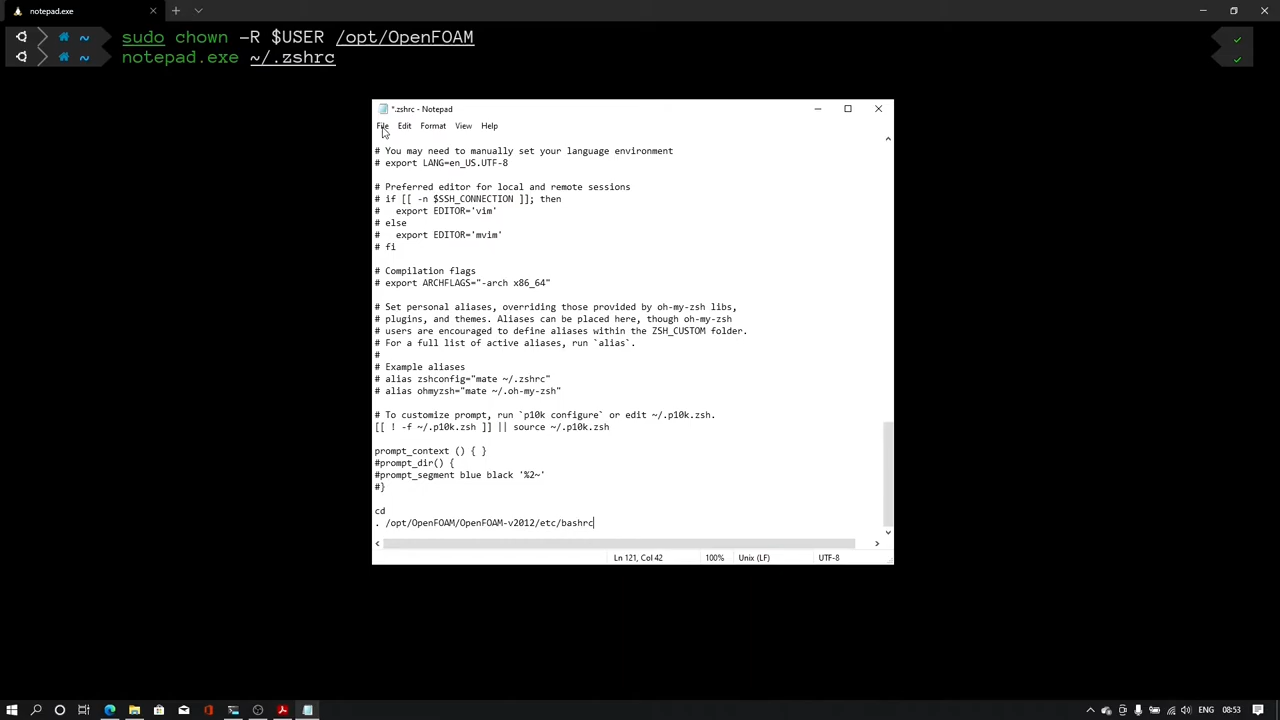 notepad.exe
~ sudo chown -R $USER /opt/OpenFOAM
~ notepad.exe ~/.zshrc
*.zshrc - Notepad
File Edit Format View Help
# You may need to manually set your language environment
# export LANG=en_US.UTF-8
# Preferred editor for local and remote sessions
# if [[ -n $SSH_CONNECTION ]]; then
#   export EDITOR='vim'
# else
#   export EDITOR='mvim'
# fi
# Compilation flags
# export ARCHFLAGS="-arch x86_64"
# Set personal aliases, overriding those provided by oh-my-zsh libs,
# plugins, and themes. Aliases can be placed here, though oh-my-zsh
# users are encouraged to define aliases within the ZSH_CUSTOM folder.
# For a full list of active aliases, run `alias`.
#
# Example aliases
# alias zshconfig="mate ~/.zshrc"
# alias ohmyzsh="mate ~/.oh-my-zsh"
# To customize prompt, run `p10k configure` or edit ~/.p10k.zsh.
[[ ! -f ~/.p10k.zsh ]] || source ~/.p10k.zsh
prompt_context () { }
#prompt_dir() {
#prompt_segment blue black '%2~'
#}
cd
. /opt/OpenFOAM/OpenFOAM-v2012/etc/bashrc
Ln 121, Col 42 100% Unix (LF) UTF-8
ENG 08:53